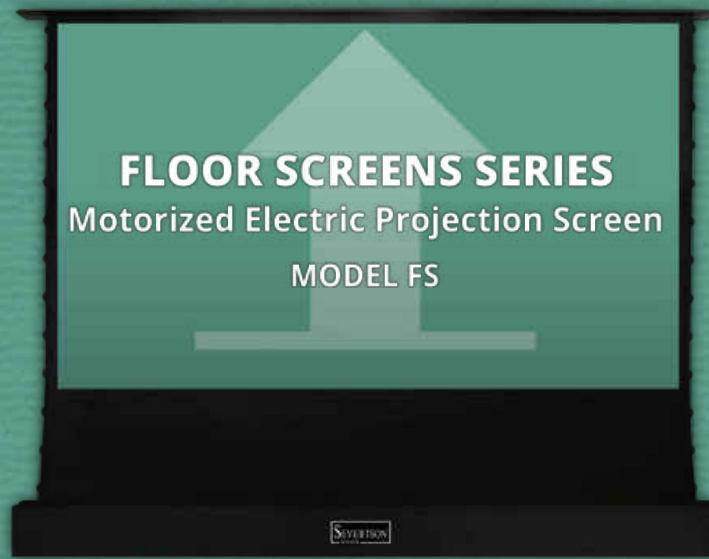 FLOOR SCREENS SERIES
Motorized Electric Projection Screen
MODEL FS
SEVERTSON